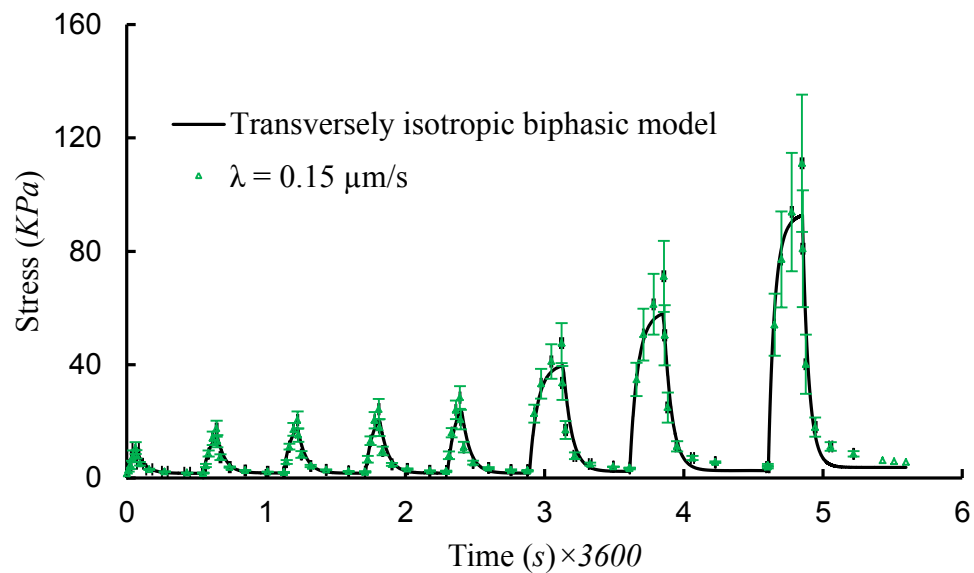 160
120
80
40
0
Stress (KPa)
Transversely isotropic biphasic model
λ = 0.15 μm/s
0 1 2 3 4 5 6
Time (s)×3600